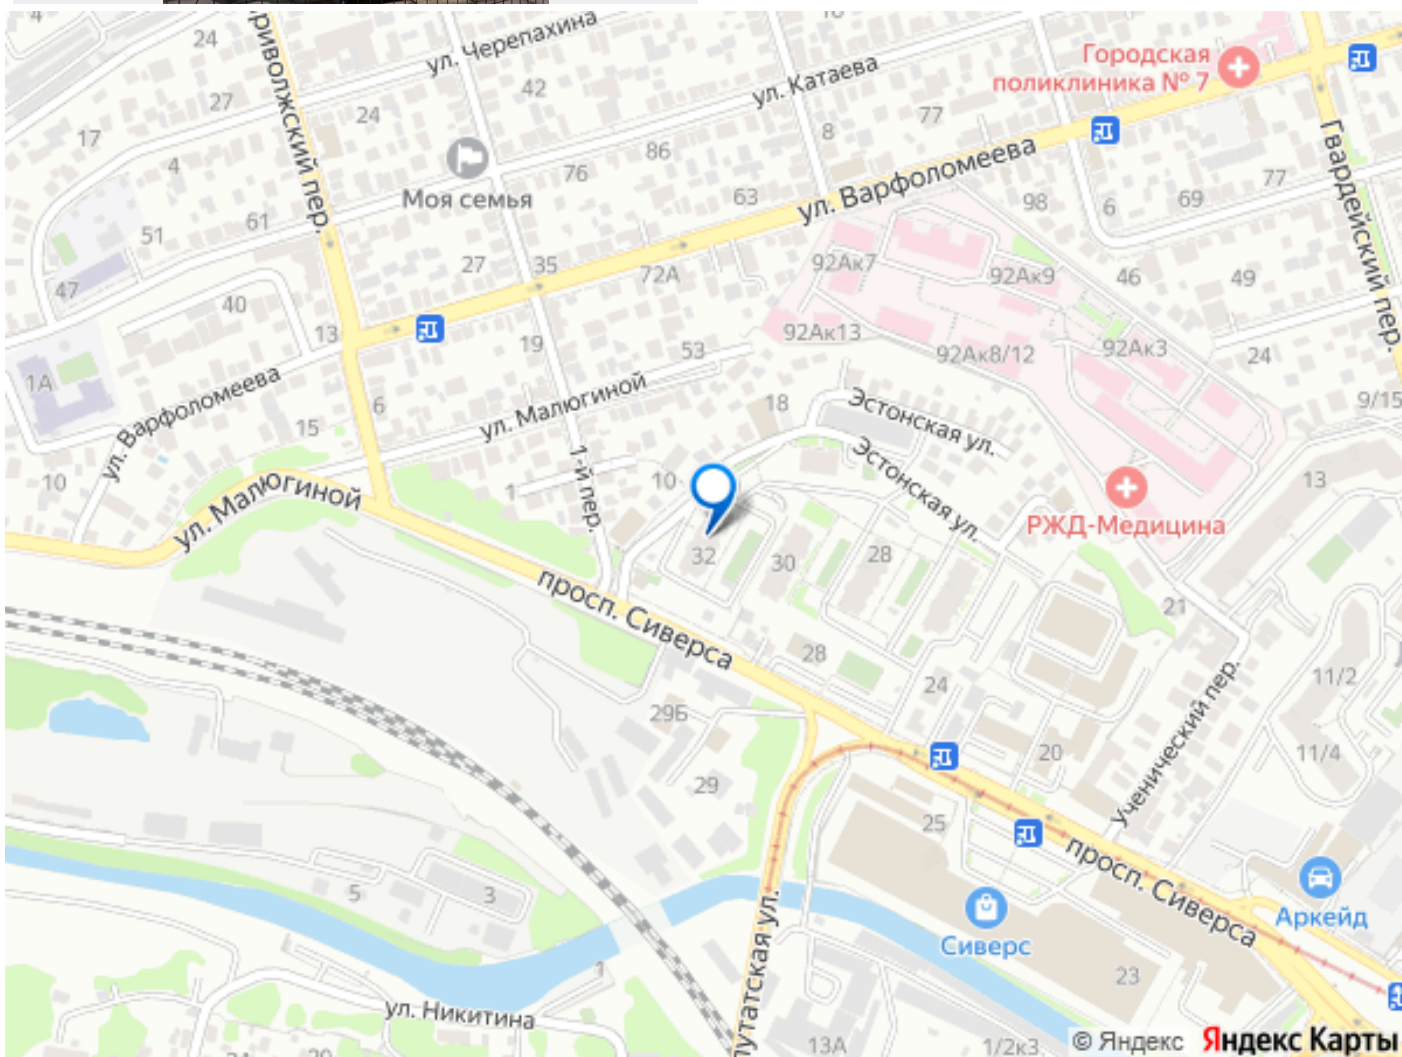 4
24
Приволжский пер.
ул. Черепахина
42
ул. Катаева
Городская
поликлиника № 7
27
24
17
4
86
76
8
77
Моя семья
63
ул. Варфоломеева
98
6
69
77
Гвардейский пер.
61
51
47
40
13
27
35
72А
92Ак7
92Ак9
46
49
92Ак13
92Ак8/12
92Ак3
24
19
53
1А
ул. Варфоломеева
6
15
ул. Малюгиной
18
Эстонская ул.
9/15
10
ул. Малюгиной
1-й пер.
1
10
Эстонская ул.
13
РЖД-Медицина
32
30
28
21
просп. Сиверса
28
24
11/2
29Б
29
20
11/4
Ученический пер.
25
просп. Сиверса
5
3
Сиверс
Аркейд
23
1
ул. Никитина
13А
1/2к3
© Яндекс Яндекс Карты